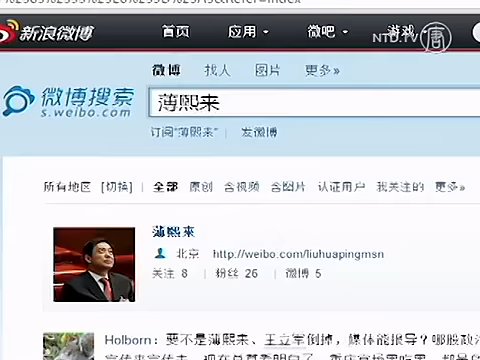 新浪微博 首页 应用 微吧 游戏
NTD.TV 唐
微博 找人 图片 更多»
微博搜索
s.weibo.com
薄熙来
订阅"薄熙来" 发微博
所有地区 [切换] 全部 原创 含视频 含图片 认证用户 我关注的 更多»
薄熙来
北京 http://weibo.com/liuhuapingmsn
关注 8 粉丝 26 微博 5
Holborn：要不是薄熙来、王立军倒掉，媒体能报导？哪股政